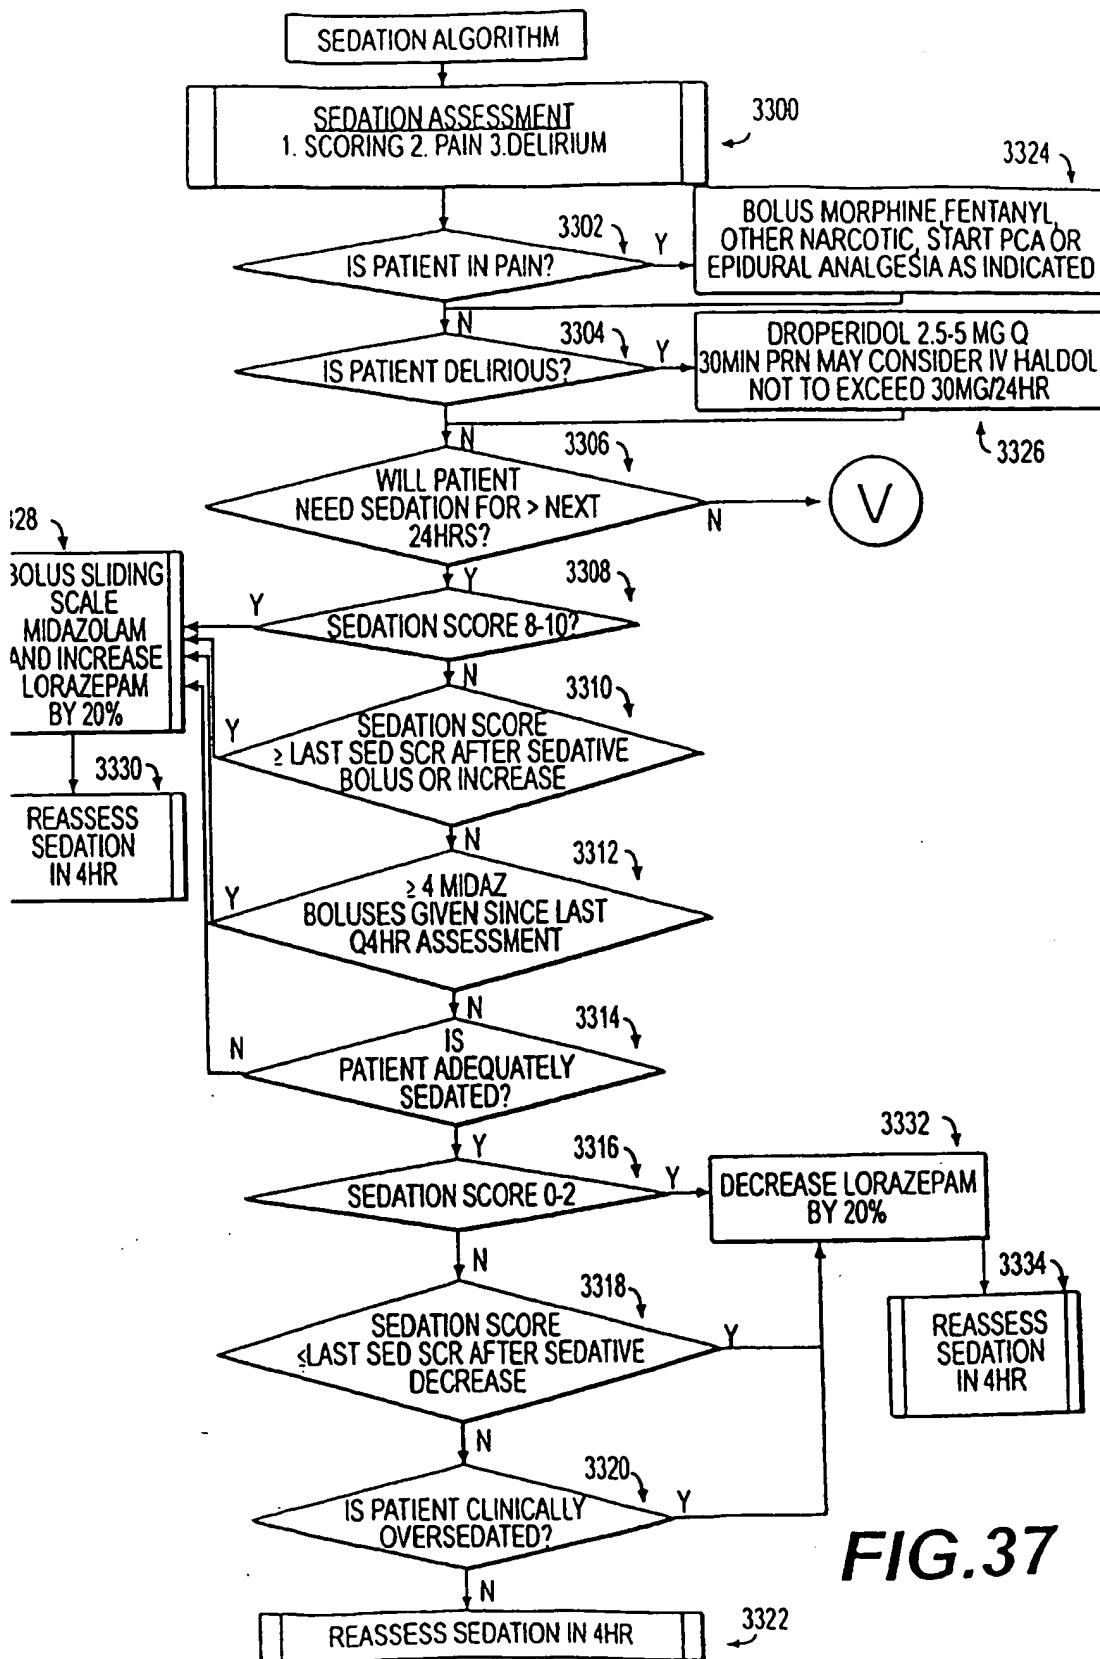 SEDATION ALGORITHM
SEDATION ASSESSMENT
1. SCORING 2. PAIN 3.DELIRIUM
3300
3324
BOLUS MORPHINE,FENTANYL,
OTHER NARCOTIC, START PCA OR
EPIDURAL ANALGESIA AS INDICATED
3302
Y
IS PATIENT IN PAIN?
N
3304
Y
IS PATIENT DELIRIOUS?
DROPERIDOL 2.5-5 MG Q
30MIN PRN MAY CONSIDER IV HALDOL
NOT TO EXCEED 30MG/24HR
3326
N
3306
WILL PATIENT
NEED SEDATION FOR > NEXT
24HRS?
N
V
Y
328
BOLUS SLIDING
SCALE
MIDAZOLAM
AND INCREASE
LORAZEPAM
BY 20%
3308
Y
SEDATION SCORE 8-10?
N
3310
Y
SEDATION SCORE
≥ LAST SED SCR AFTER SEDATIVE
BOLUS OR INCREASE
N
3330
REASSESS
SEDATION
IN 4HR
3312
Y
≥ 4 MIDAZ
BOLUSES GIVEN SINCE LAST
Q4HR ASSESSMENT
N
3314
N
IS
PATIENT ADEQUATELY
SEDATED?
Y
3316
Y
SEDATION SCORE 0-2
N
3332
DECREASE LORAZEPAM
BY 20%
3334
REASSESS
SEDATION
IN 4HR
3318
Y
SEDATION SCORE
≤LAST SED SCR AFTER SEDATIVE
DECREASE
N
3320
Y
IS PATIENT CLINICALLY
OVERSEDATED?
N
FIG.37
REASSESS SEDATION IN 4HR
3322